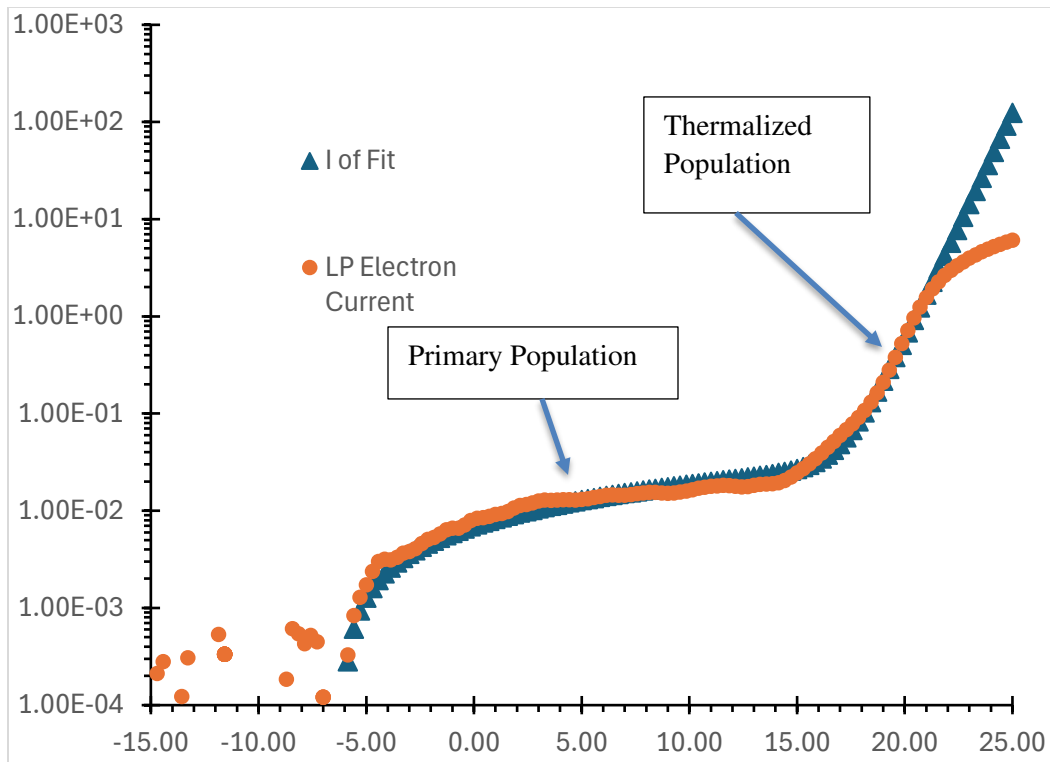 1.00E+03
1.00E+02
1.00E+01
1.00E+00
1.00E-01
1.00E-02
1.00E-03
1.00E-04
Thermalized
Population
I of Fit
LP Electron
Current
Primary Population
-15.00 -10.00 -5.00 0.00 5.00 10.00 15.00 20.00 25.00